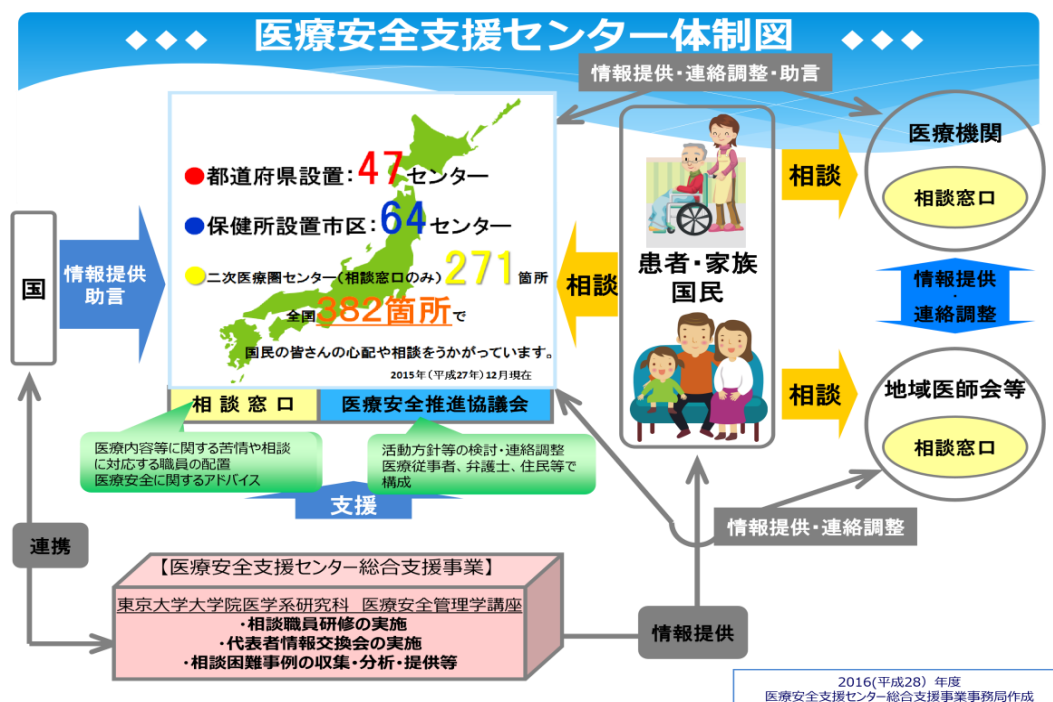 ◆◆◆ 医療安全支援センター体制図 ◆◆◆
情報提供・連絡調整・助言
●都道府県設置：47センター
●保健所設置市区：64センター
●二次医療圏センター（相談窓口のみ）271箇所
全国382箇所で
国民の皆さんの心配や相談をうかがっています。
2015年（平成27年）12月現在
相談窓口
医療安全推進協議会
医療内容等に関する苦情や相談
に対応する職員の配置
医療安全に関するアドバイス
活動方針等の検討・連絡調整
医療従事者、弁護士、住民等で
構成
国
情報提供
助言
相談
患者・家族
国民
相談
医療機関
相談窓口
情報提供
・
連絡調整
相談
地域医師会等
相談窓口
情報提供・連絡調整
支援
連携
【医療安全支援センター総合支援事業】
東京大学大学院医学系研究科　医療安全管理学講座
・相談職員研修の実施
・代表者情報交換会の実施
・相談困難事例の収集・分析・提供等
情報提供
2016(平成28）年度
医療安全支援センター総合支援事業事務局作成